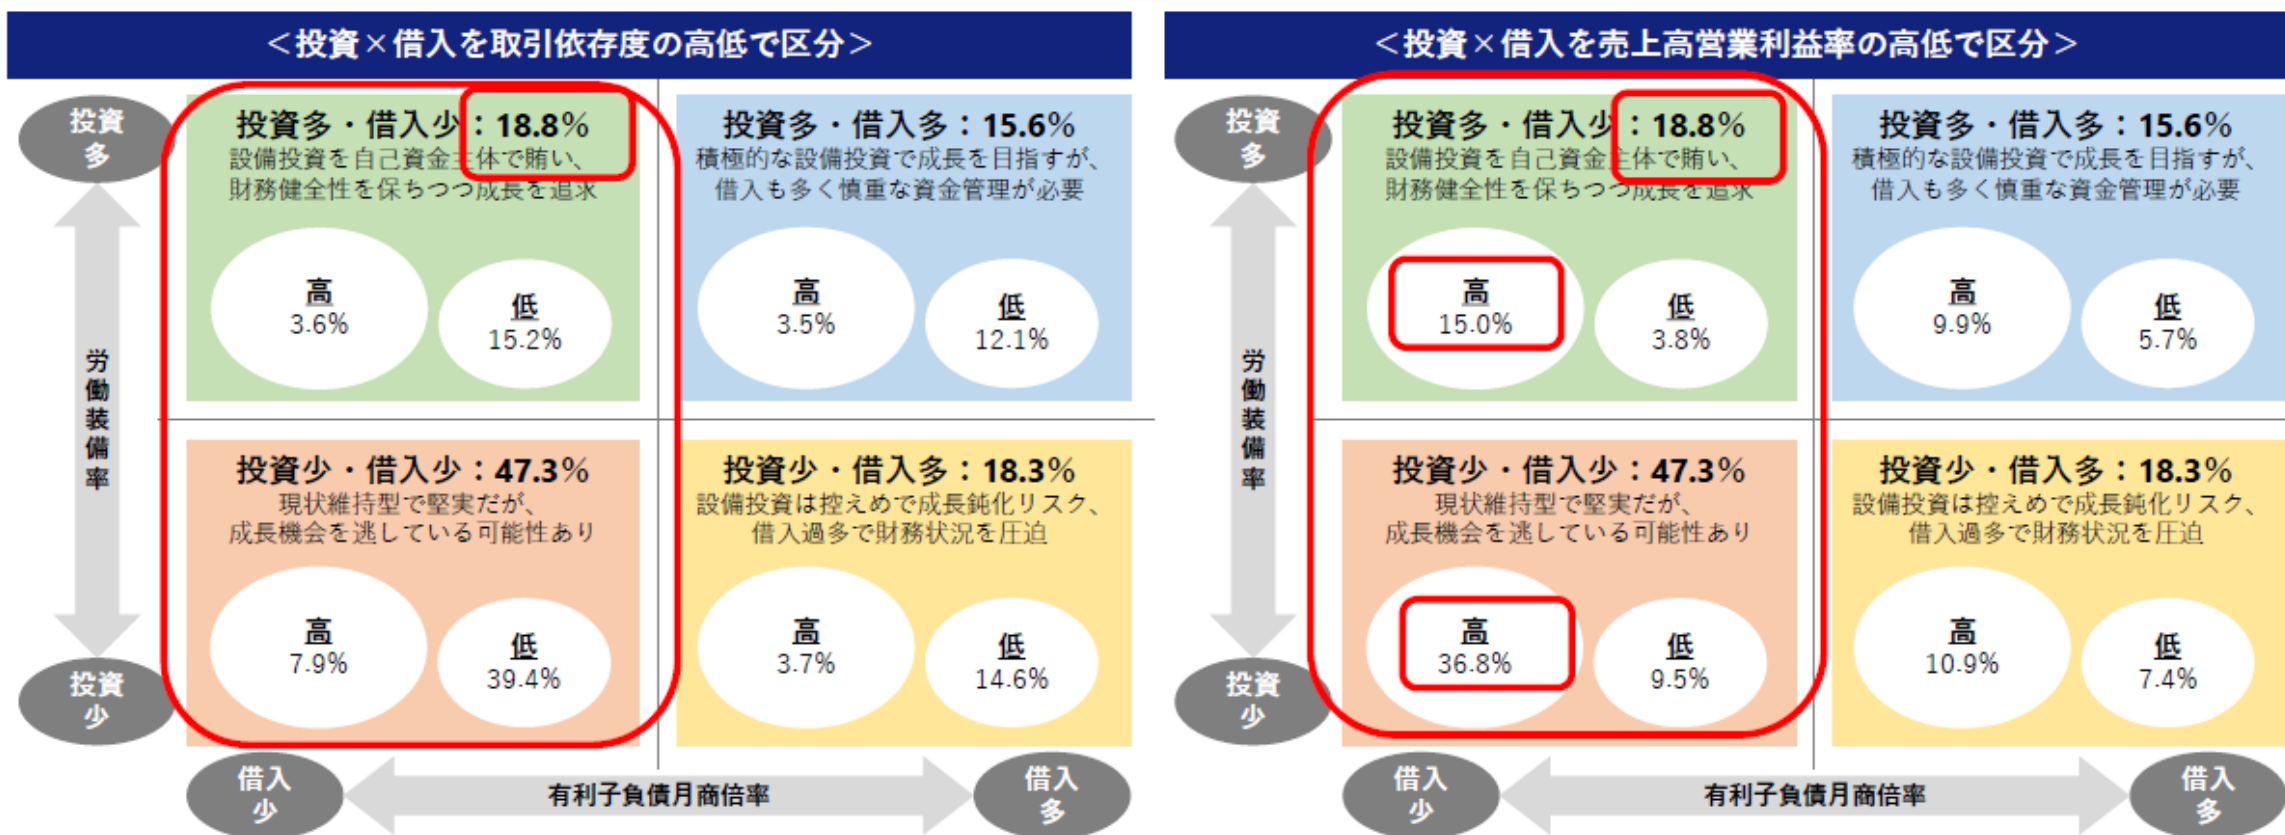 ＜投資×借入を取引依存度の高低で区分＞
投資
多
労働装備率
投資
少
投資多・借入少：18.8%
設備投資を自己資金主体で賄い、
財務健全性を保ちつつ成長を追求
高
3.6%
低
15.2%
投資多・借入多：15.6%
積極的な設備投資で成長を目指すが、
借入も多く慎重な資金管理が必要
高
3.5%
低
12.1%
投資少・借入少：47.3%
現状維持型で堅実だが、
成長機会を逃している可能性あり
高
7.9%
低
39.4%
投資少・借入多：18.3%
設備投資は控えめで成長鈍化リスク、
借入過多で財務状況を圧迫
高
3.7%
低
14.6%
借入
少
有利子負債月商倍率
借入
多
＜投資×借入を売上高営業利益率の高低で区分＞
投資
多
労働装備率
投資
少
投資多・借入少：18.8%
設備投資を自己資金主体で賄い、
財務健全性を保ちつつ成長を追求
高
15.0%
低
3.8%
投資多・借入多：15.6%
積極的な設備投資で成長を目指すが、
借入も多く慎重な資金管理が必要
高
9.9%
低
5.7%
投資少・借入少：47.3%
現状維持型で堅実だが、
成長機会を逃している可能性あり
高
36.8%
低
9.5%
投資少・借入多：18.3%
設備投資は控えめで成長鈍化リスク、
借入過多で財務状況を圧迫
高
10.9%
低
7.4%
借入
少
有利子負債月商倍率
借入
多